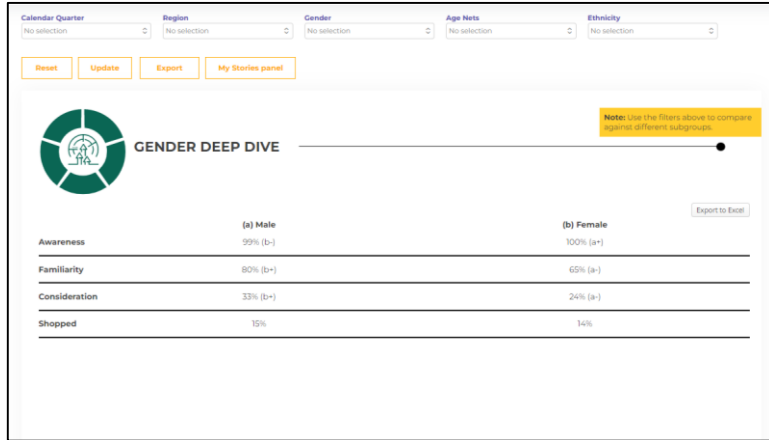 Calendar Quarter Region Gender Age Nets Ethnicity
No selection No selection No selection No selection No selection
Reset Update Export My Stories panel
Note: Use the filters above to compare
against different subgroups.
GENDER DEEP DIVE
Export to Excel
(a) Male (b) Female
Awareness 99% (b-) 100% (a+)
Familiarity 80% (b+) 65% (a-)
Consideration 33% (b+) 24% (a-)
Shopped 15% 14%